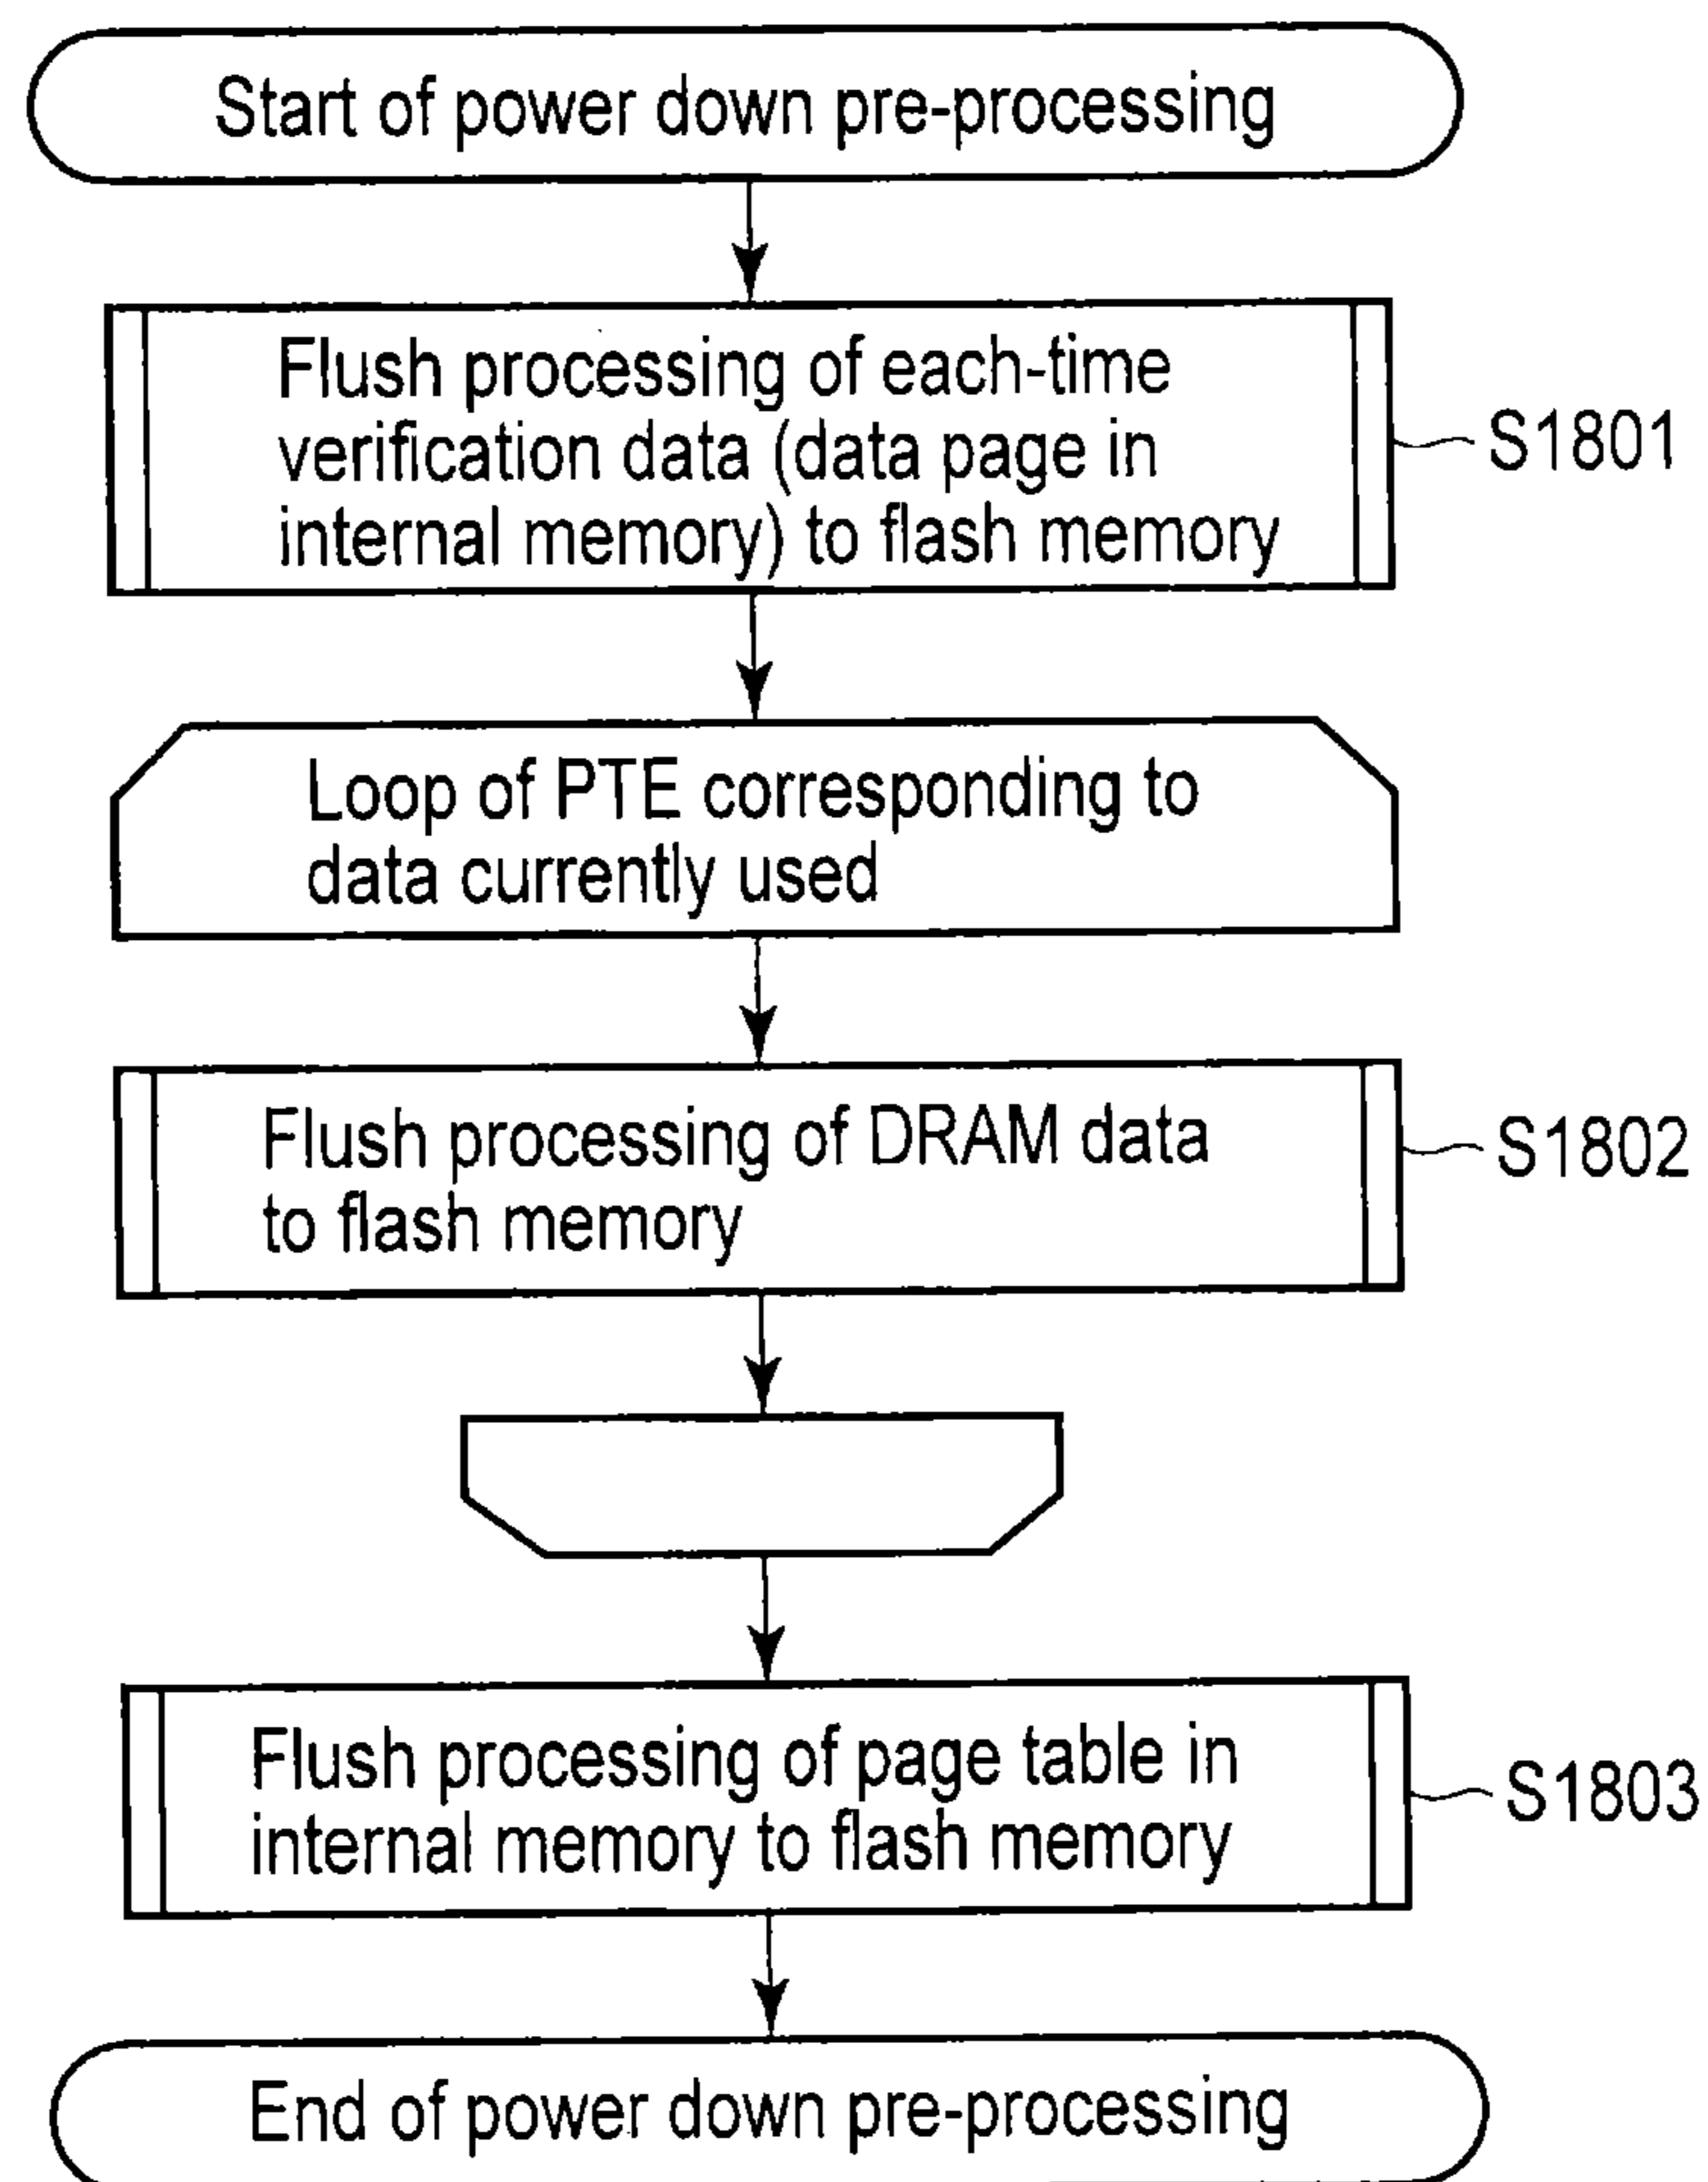 Start of power down pre-processing
Flush processing of each-time
verification data (data page in
internal memory) to flash memory
S1801
Loop of PTE corresponding to
data currently used
Flush processing of DRAM data
to flash memory
S1802
Flush processing of page table in
internal memory to flash memory
S1803
End of power down pre-processing